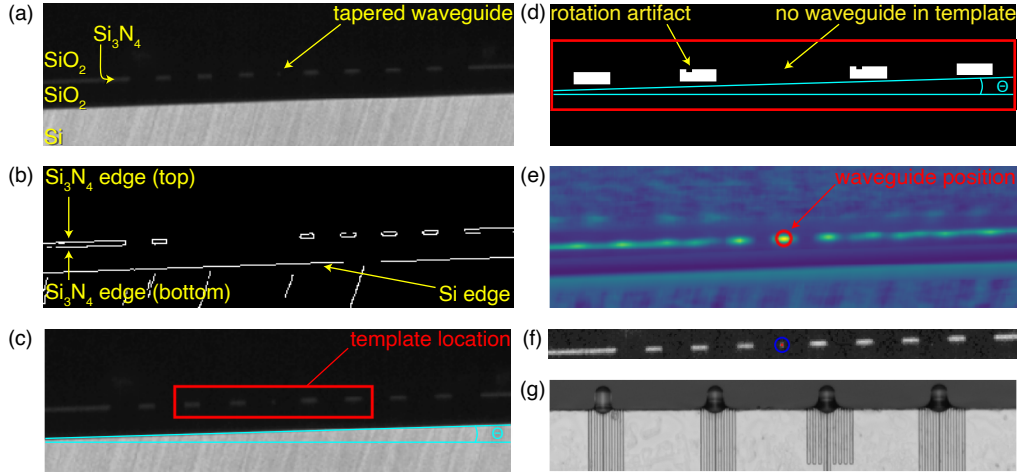 (a)
Si₃N₄
tapered waveguide
SiO₂
SiO₂
Si
(b)
Si₃N₄ edge (top)
Si₃N₄ edge (bottom)
Si edge
(c)
template location
Θ
(d)
rotation artifact
no waveguide in template
Θ
(e)
waveguide position
(f)
(g)